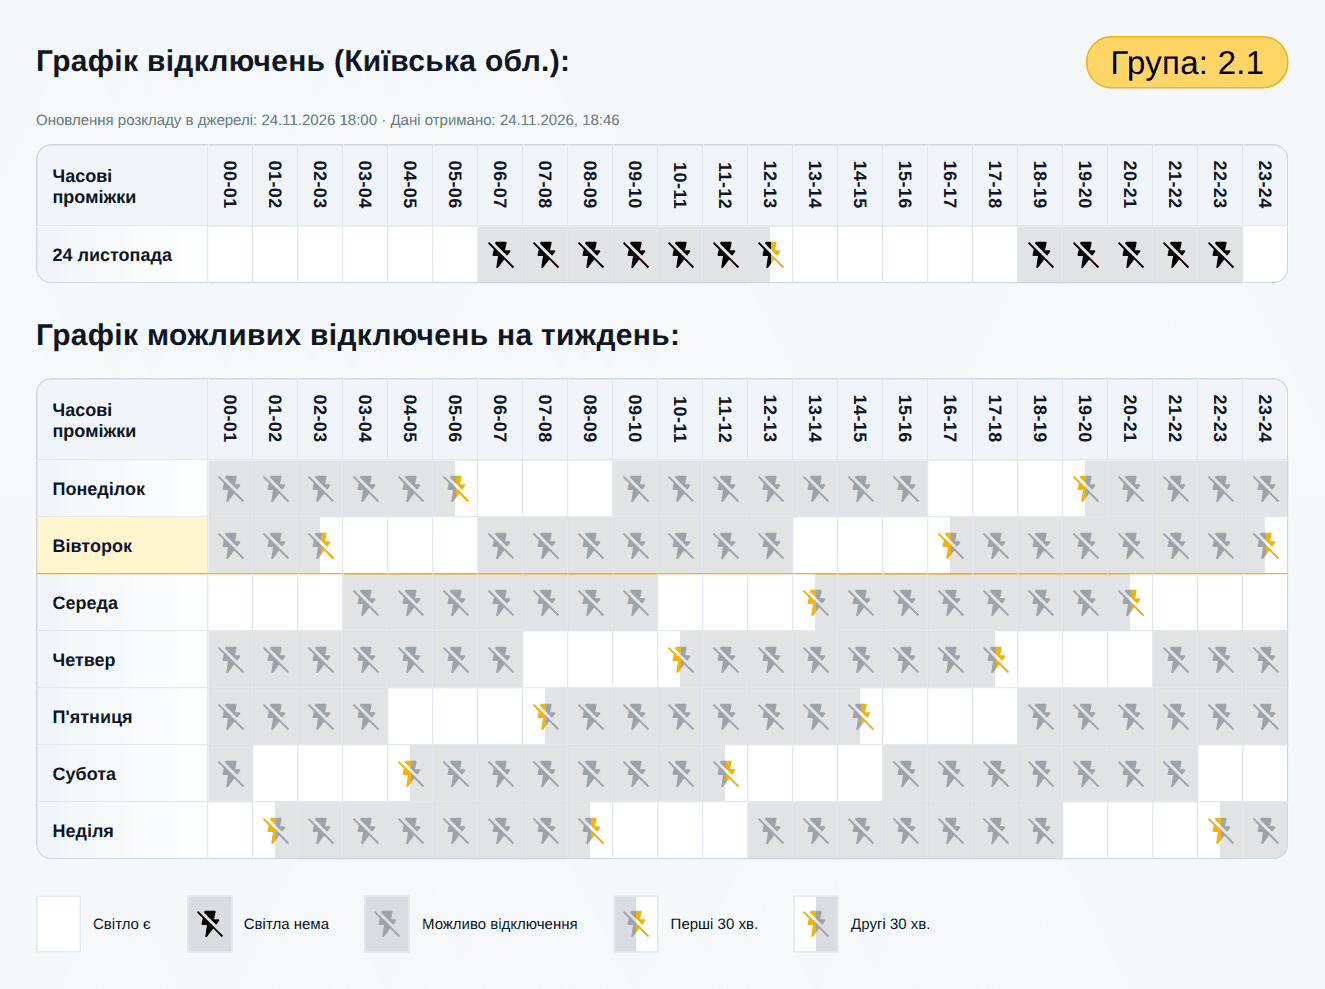 Графік відключень (Київська обл.):
Група: 2.1
Оновлення розкладу в джерелі: 24.11.2026 18:00 · Дані отримано: 24.11.2026, 18:46
Часові
проміжки
00-01 01-02 02-03 03-04 04-05 05-06 06-07 07-08 08-09 09-10 10-11 11-12 12-13 13-14 14-15 15-16 16-17 17-18 18-19 19-20 20-21 21-22 22-23 23-24
24 листопада
Графік можливих відключень на тиждень:
Часові
проміжки
00-01 01-02 02-03 03-04 04-05 05-06 06-07 07-08 08-09 09-10 10-11 11-12 12-13 13-14 14-15 15-16 16-17 17-18 18-19 19-20 20-21 21-22 22-23 23-24
Понеділок
Вівторок
Середа
Четвер
П'ятниця
Субота
Неділя
Світло є
Світла нема
Можливо відключення
Перші 30 хв.
Другі 30 хв.